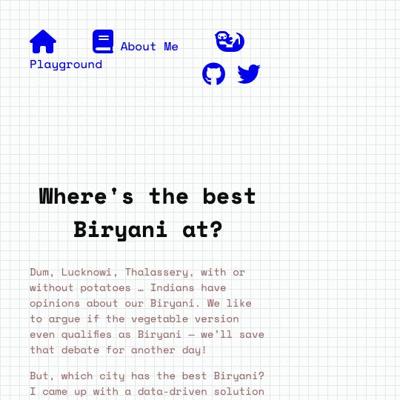 About Me
Playground
Where's the best
Biryani at?
Dum, Lucknowi, Thalassery, with or
without potatoes … Indians have
opinions about our Biryani. We like
to argue if the vegetable version
even qualifies as Biryani — we'll save
that debate for another day!
But, which city has the best Biryani?
I came up with a data-driven solution